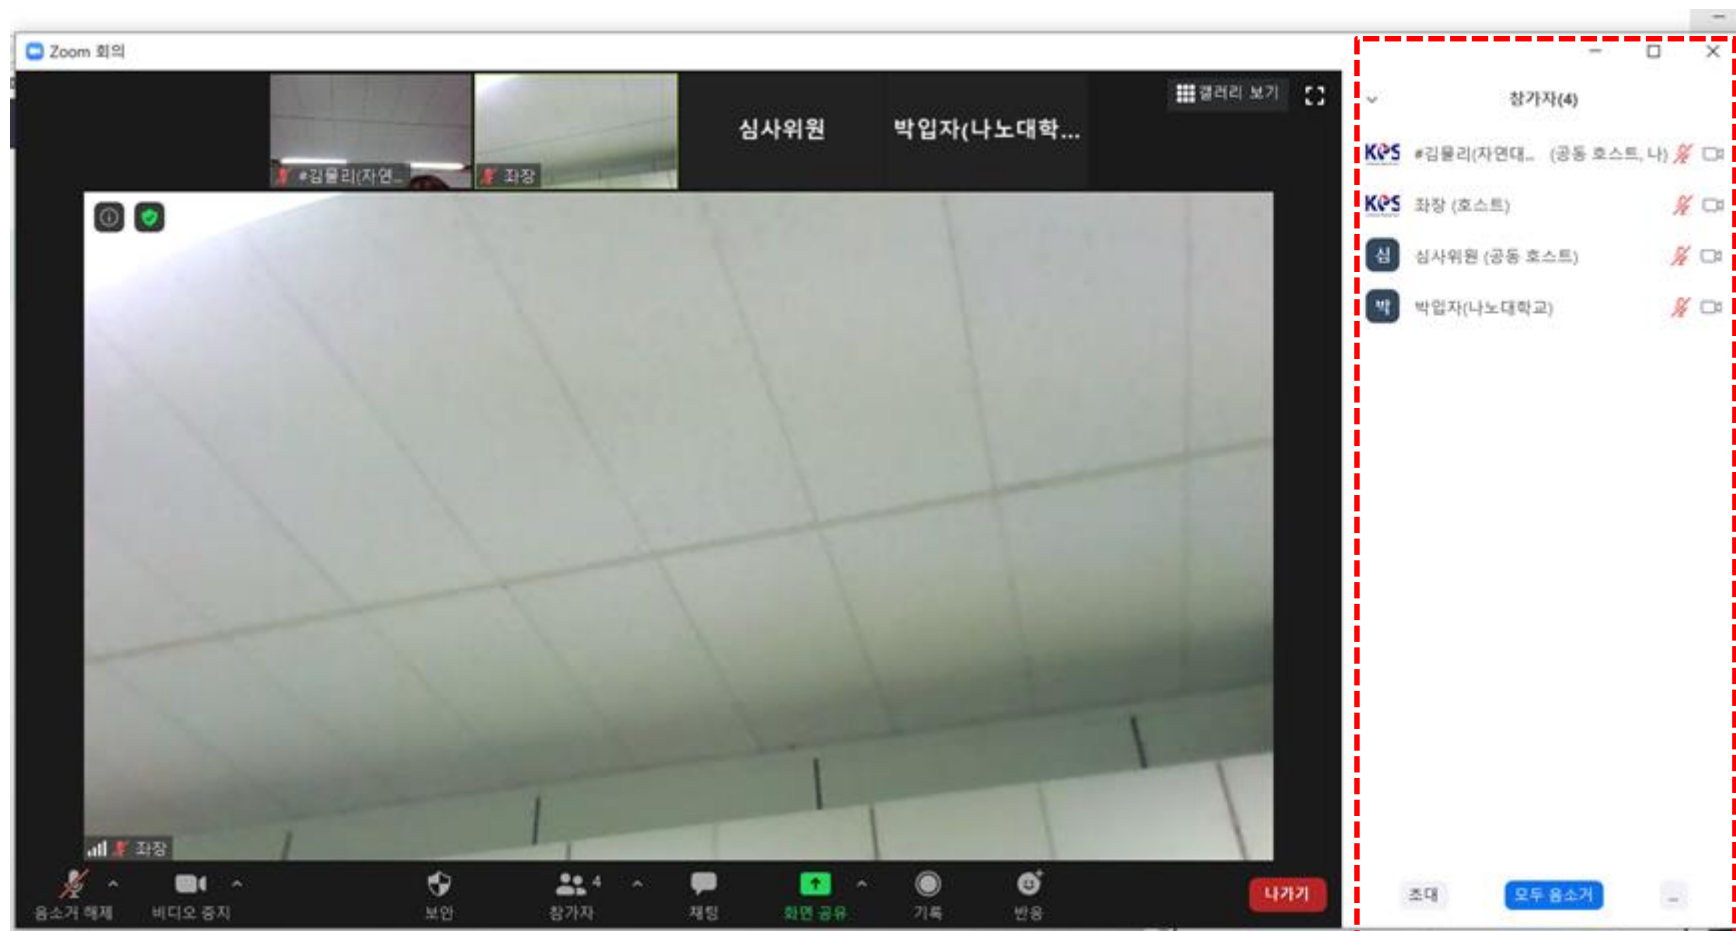 Zoom 회의
#김물리(자연...
좌장
심사위원
박입자(나노대학...
갤러리 보기
좌장
음소거 해제
비디오 중지
보안
4
참가자
채팅
화면 공유
기록
반응
나가기
참가자(4)
KPS #김물리(자연대... (공동 호스트, 나)
KPS 좌장 (호스트)
심 심사위원 (공동 호스트)
박 박입자(나노대학교)
초대
모두 음소거
...